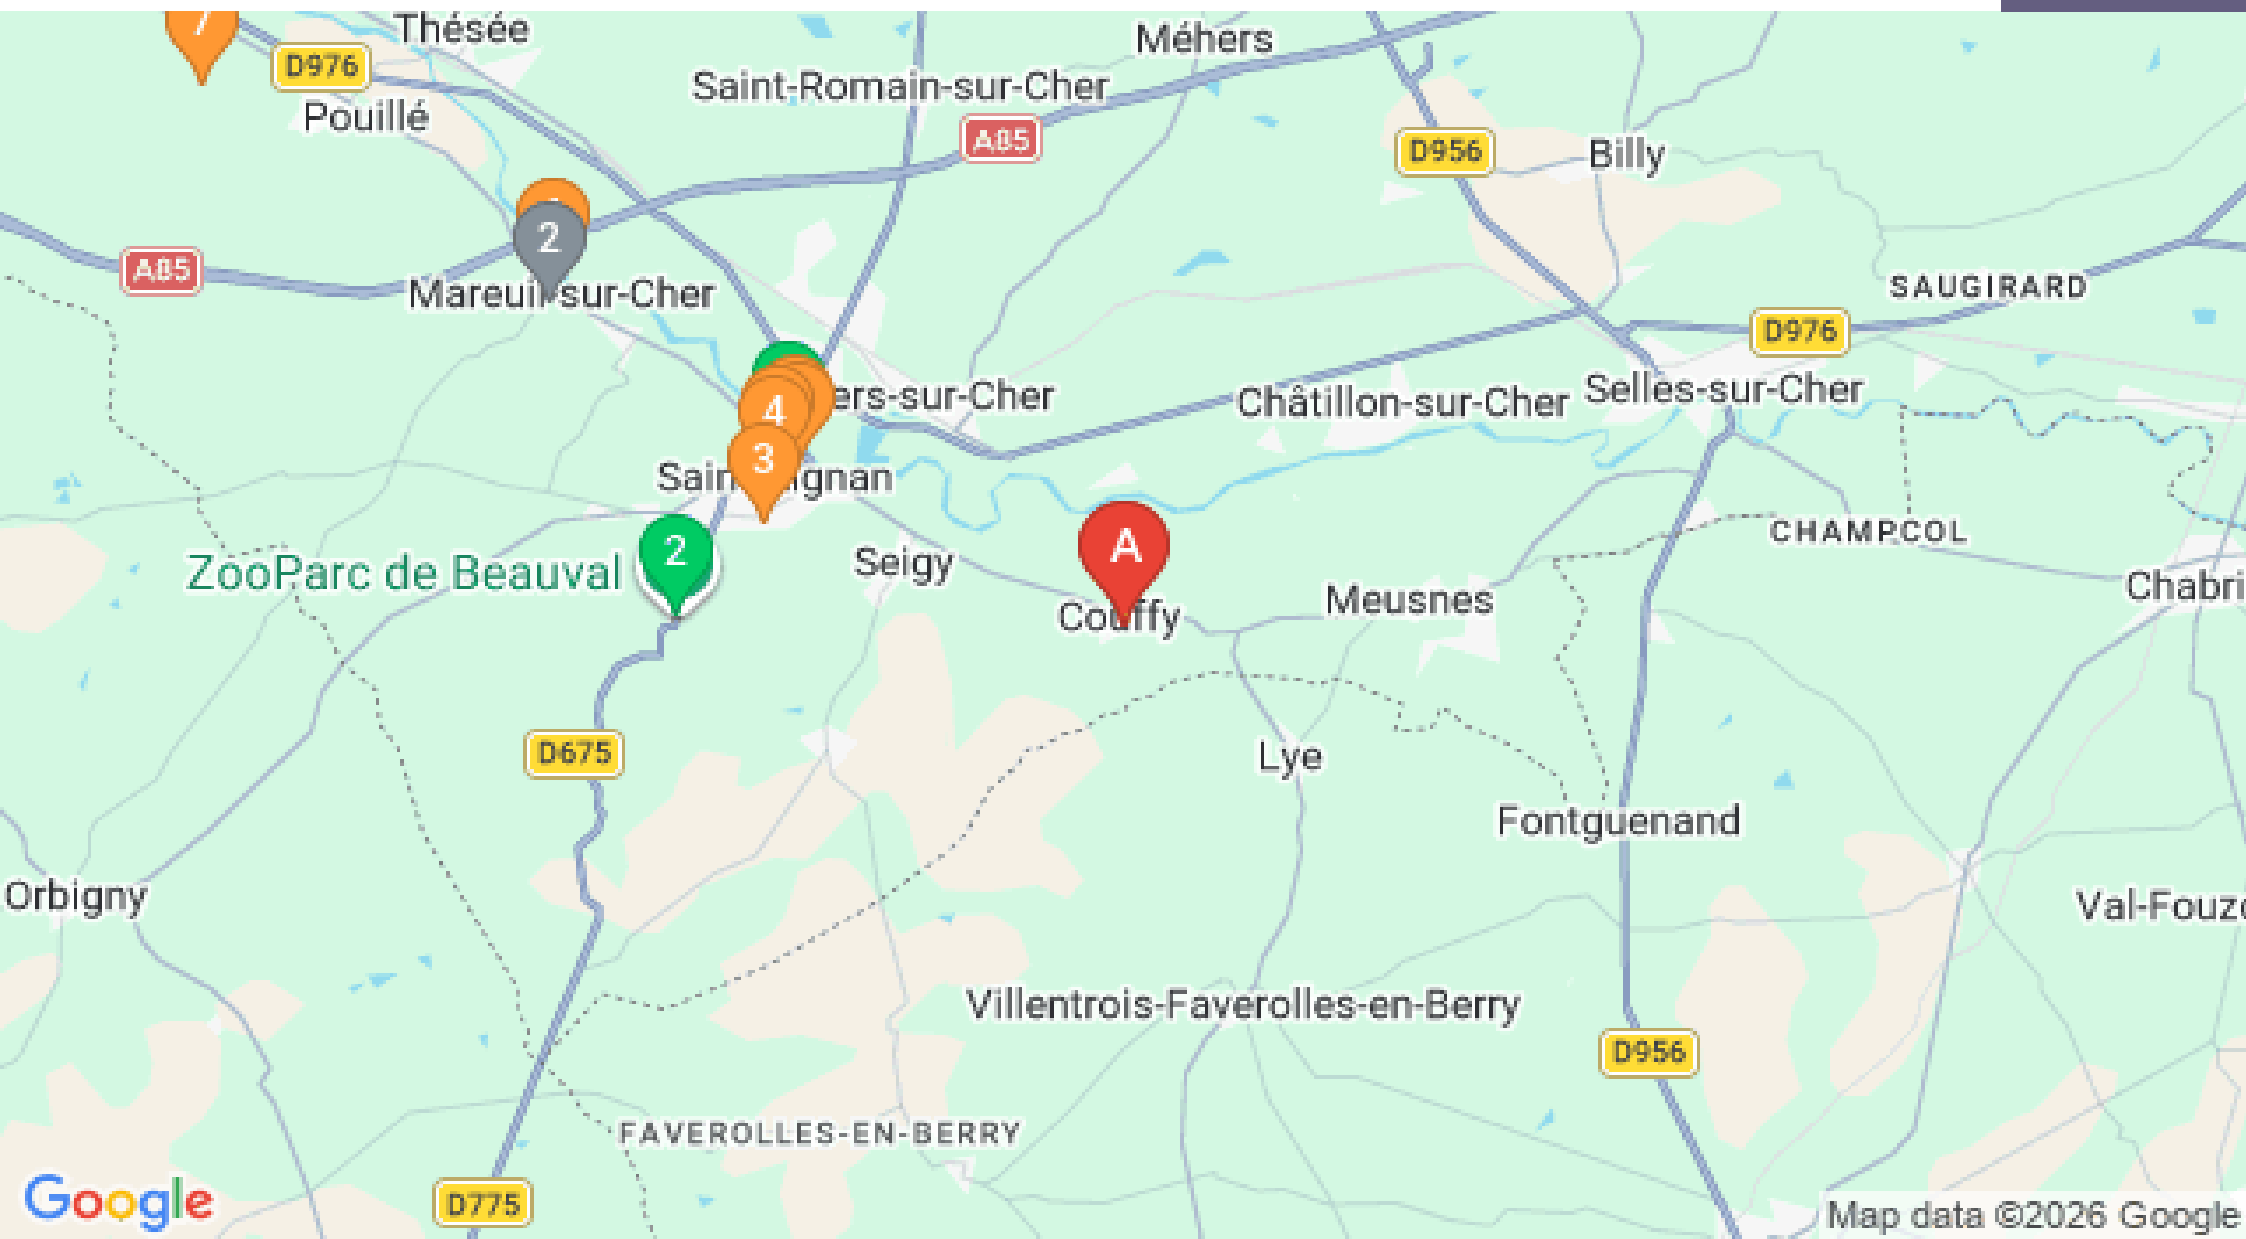 7
Thésée
Méhers
D976
Saint-Romain-sur-Cher
Pouillé
A85
D956
Billy
2
A85
Mareuil-sur-Cher
SAUGIRARD
D976
ers-sur-Cher
4
Châtillon-sur-Cher
Selles-sur-Cher
3
CHAMPCOL
ZooParc de Beauval
2
Seigy
A
Couffy
Meusnes
Chabri
D675
Lye
Fontguenand
Orbigny
Val-Fouz
Villentrois-Faverolles-en-Berry
D956
FAVEROLLES-EN-BERRY
Google
D775
Map data ©2026 Google